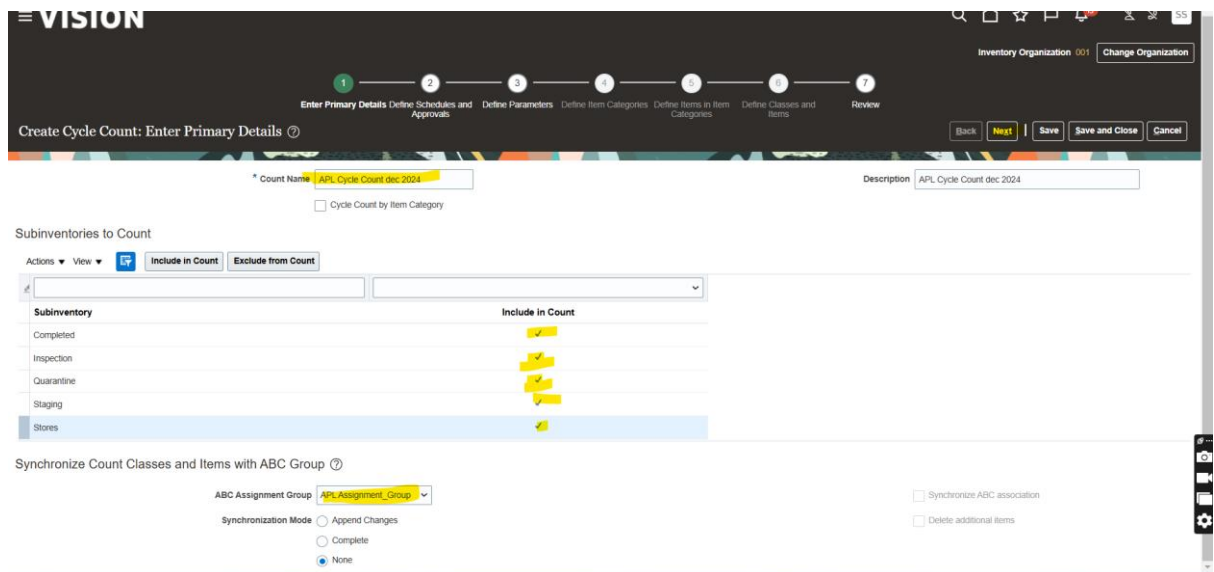 VISION
SS
Inventory Organization 001 Change Organization
1 2 3 4 5 6 7
Enter Primary Details Define Schedules and Approvals Define Parameters Define Item Categories Define Items in Item Categories Define Classes and Items Review
Create Cycle Count: Enter Primary Details Back Next Save Save and Close Cancel
* Count Name APL Cycle Count dec 2024 Description APL Cycle Count dec 2024
Cycle Count by Item Category
Subinventories to Count
Actions View Include in Count Exclude from Count
Subinventory Include in Count
Completed
Inspection
Quarantine
Staging
Stores
Synchronize Count Classes and Items with ABC Group
ABC Assignment Group APL Assignment_Group Synchronize ABC association
Synchronization Mode Append Changes Delete additional items
Complete
None